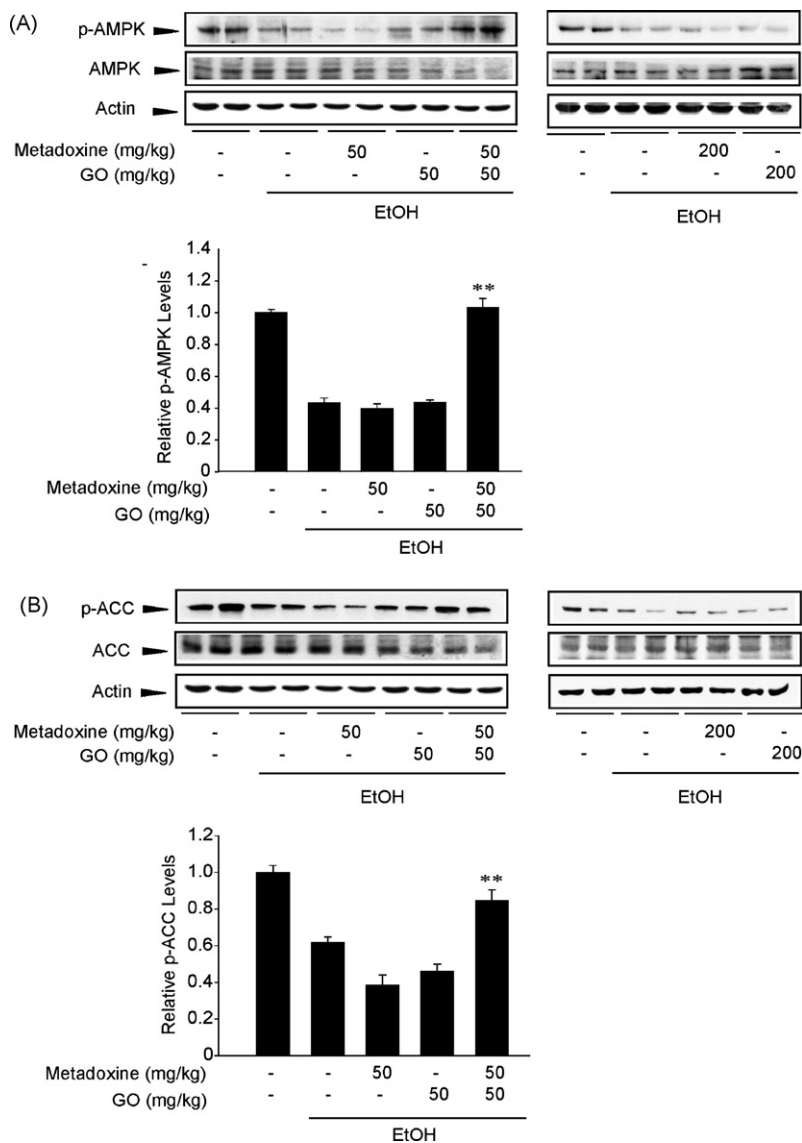 (A)
p-AMPK
AMPK
Actin
Metadoxine (mg/kg) - - 50 - 50 - - 200 -
GO (mg/kg) - - - 50 50 - - - 200
EtOH EtOH
-
Relative p-AMPK Levels
1.4
1.2
**
1.0
0.8
0.6
0.4
0.2
0
Metadoxine (mg/kg) - - 50 - 50
GO (mg/kg) - - - 50 50
EtOH
(B)
p-ACC
ACC
Actin
Metadoxine (mg/kg) - - 50 - 50 - - 200 -
GO (mg/kg) - - - 50 50 - - - 200
EtOH EtOH
Relative p-ACC Levels
1.2
1.0
**
0.8
0.6
0.4
0.2
0
Metadoxine (mg/kg) - - 50 - 50
GO (mg/kg) - - - 50 50
EtOH